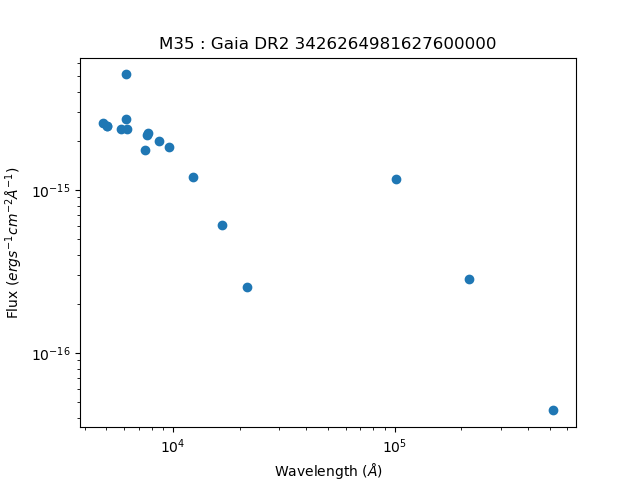 M35 : Gaia DR2 3426264981627600000
Flux (ergs⁻¹cm⁻²Å⁻¹)
10⁻¹⁵
10⁻¹⁶
10⁴ 10⁵
Wavelength (Å)